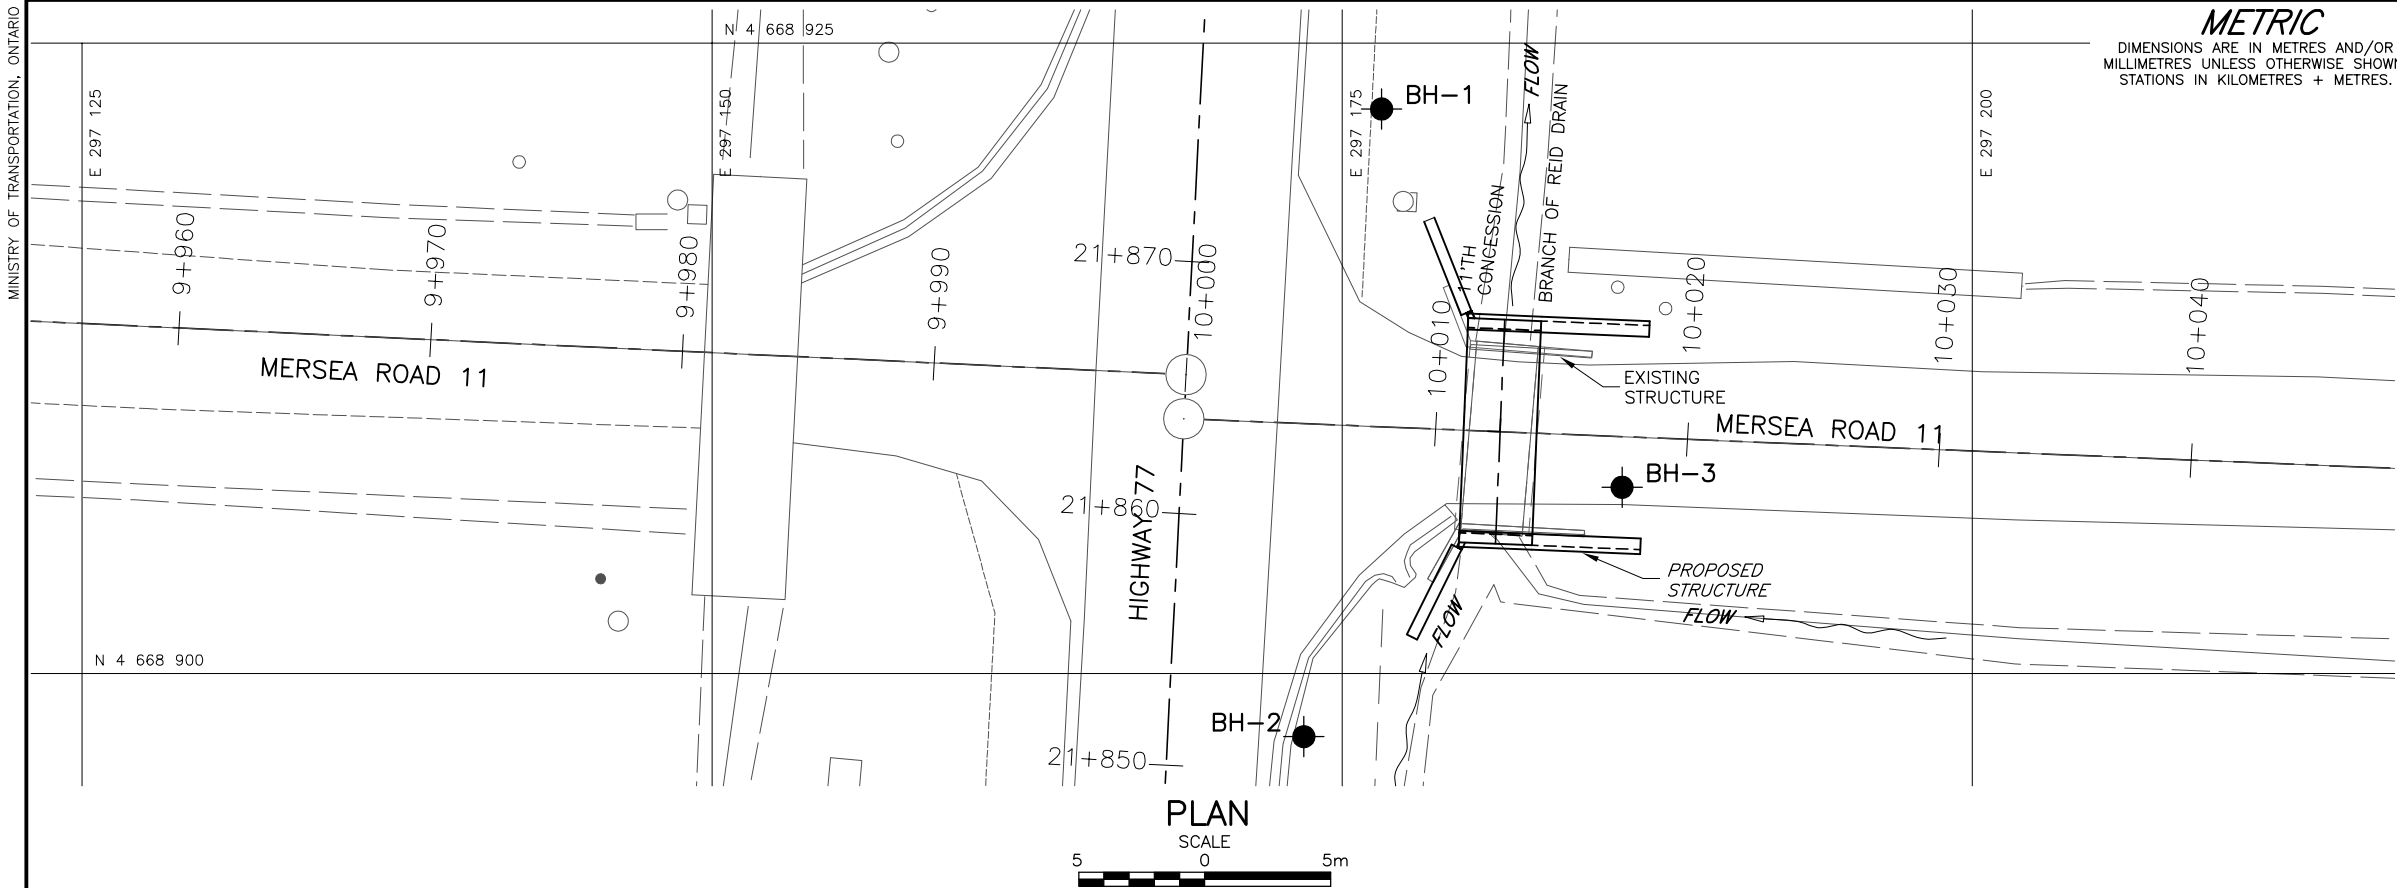 MINISTRY OF TRANSPORTATION, ONTARIO
METRIC
DIMENSIONS ARE IN METRES AND/OR
MILLIMETRES UNLESS OTHERWISE SHOWN
STATIONS IN KILOMETRES + METRES.
N 4 668 925
E 297 125
E 297 150
E 297 175
E 297 200
BH-1
FLOW
BRANCH OF REID DRAIN
11'TH
CONCESSION
9+960
9+970
9+980
9+990
10+000
10+010
10+020
10+030
10+040
21+870
MERSEA ROAD 11
EXISTING
STRUCTURE
MERSEA ROAD 11
BH-3
21+860
HIGHWAY 77
PROPOSED
STRUCTURE
FLOW
FLOW
N 4 668 900
BH-2
21+850
PLAN
SCALE
5 0 5m